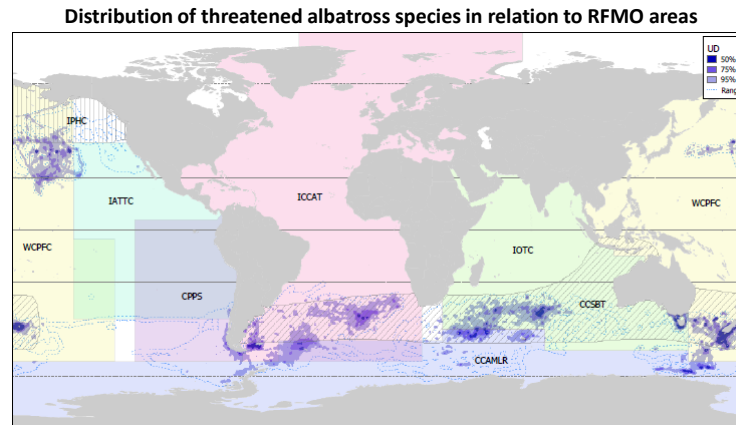 Distribution of threatened albatross species in relation to RFMO areas
UD
50%
75%
95%
Rang
IPHC
IATTC
ICCAT
WCPFC
WCPFC
IOTC
CPPS
CCSBT
CCAMLR